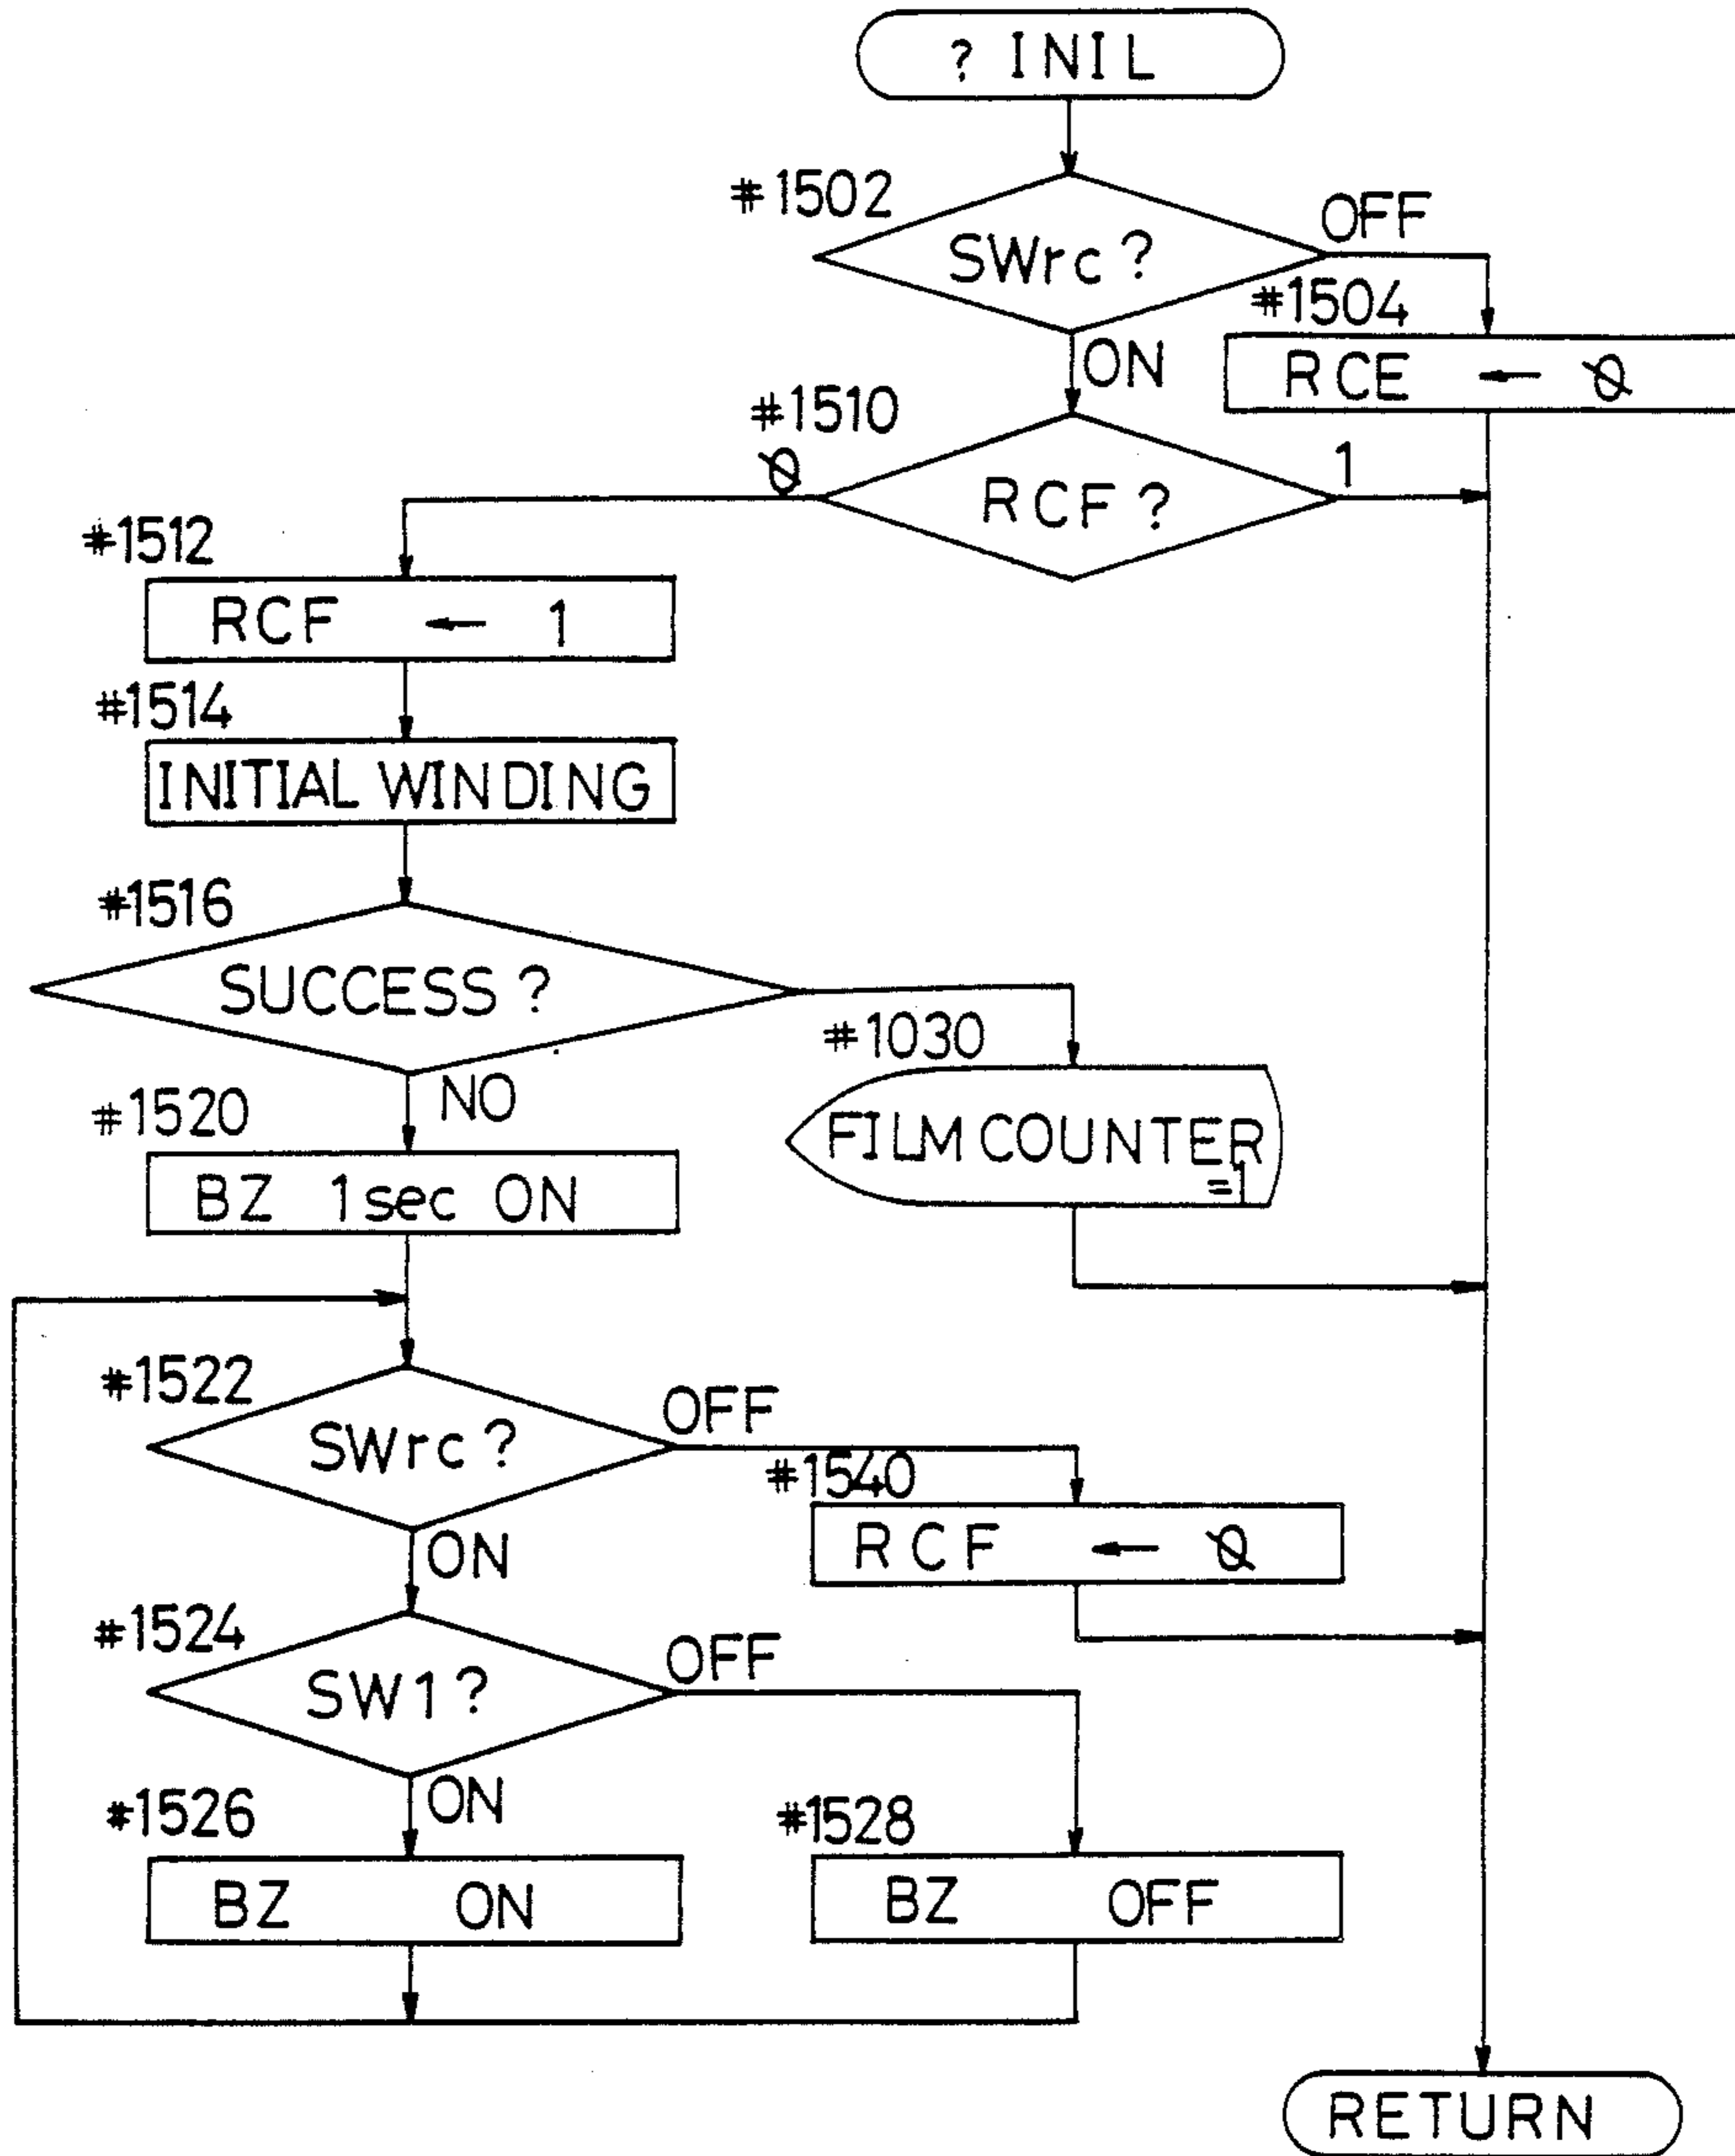 ? INIL
#1502
SWrc ?
OFF
#1504
RCE ← 0
ON
#1510
0
RCF ?
1
#1512
RCF ← 1
#1514
INITIAL WINDING
#1516
SUCCESS ?
#1030
FILM COUNTER
=1
NO
#1520
BZ 1sec ON
#1522
SWrc ?
OFF
#1540
RCF ← 0
ON
#1524
SW1 ?
OFF
ON
#1526
BZ ON
#1528
BZ OFF
RETURN